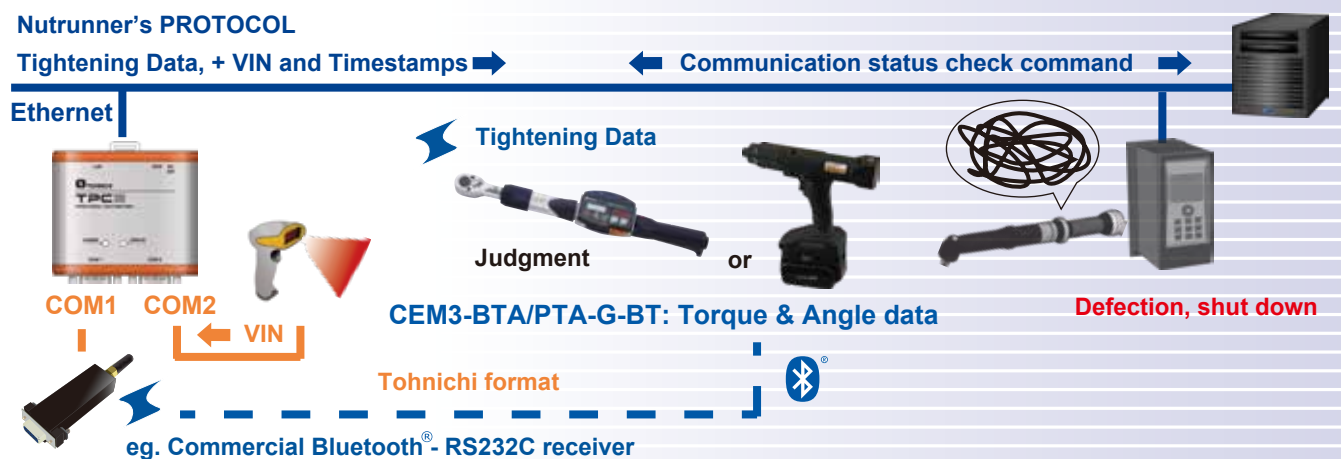 Nutrunner's PROTOCOL
Tightening Data, + VIN and Timestamps
Communication status check command
Ethernet
Tightening Data
TPC
Judgment
or
COM1
COM2
VIN
CEM3-BTA/PTA-G-BT: Torque & Angle data
Defection, shut down
Tohnichi format
®
eg. Commercial Bluetooth®- RS232C receiver